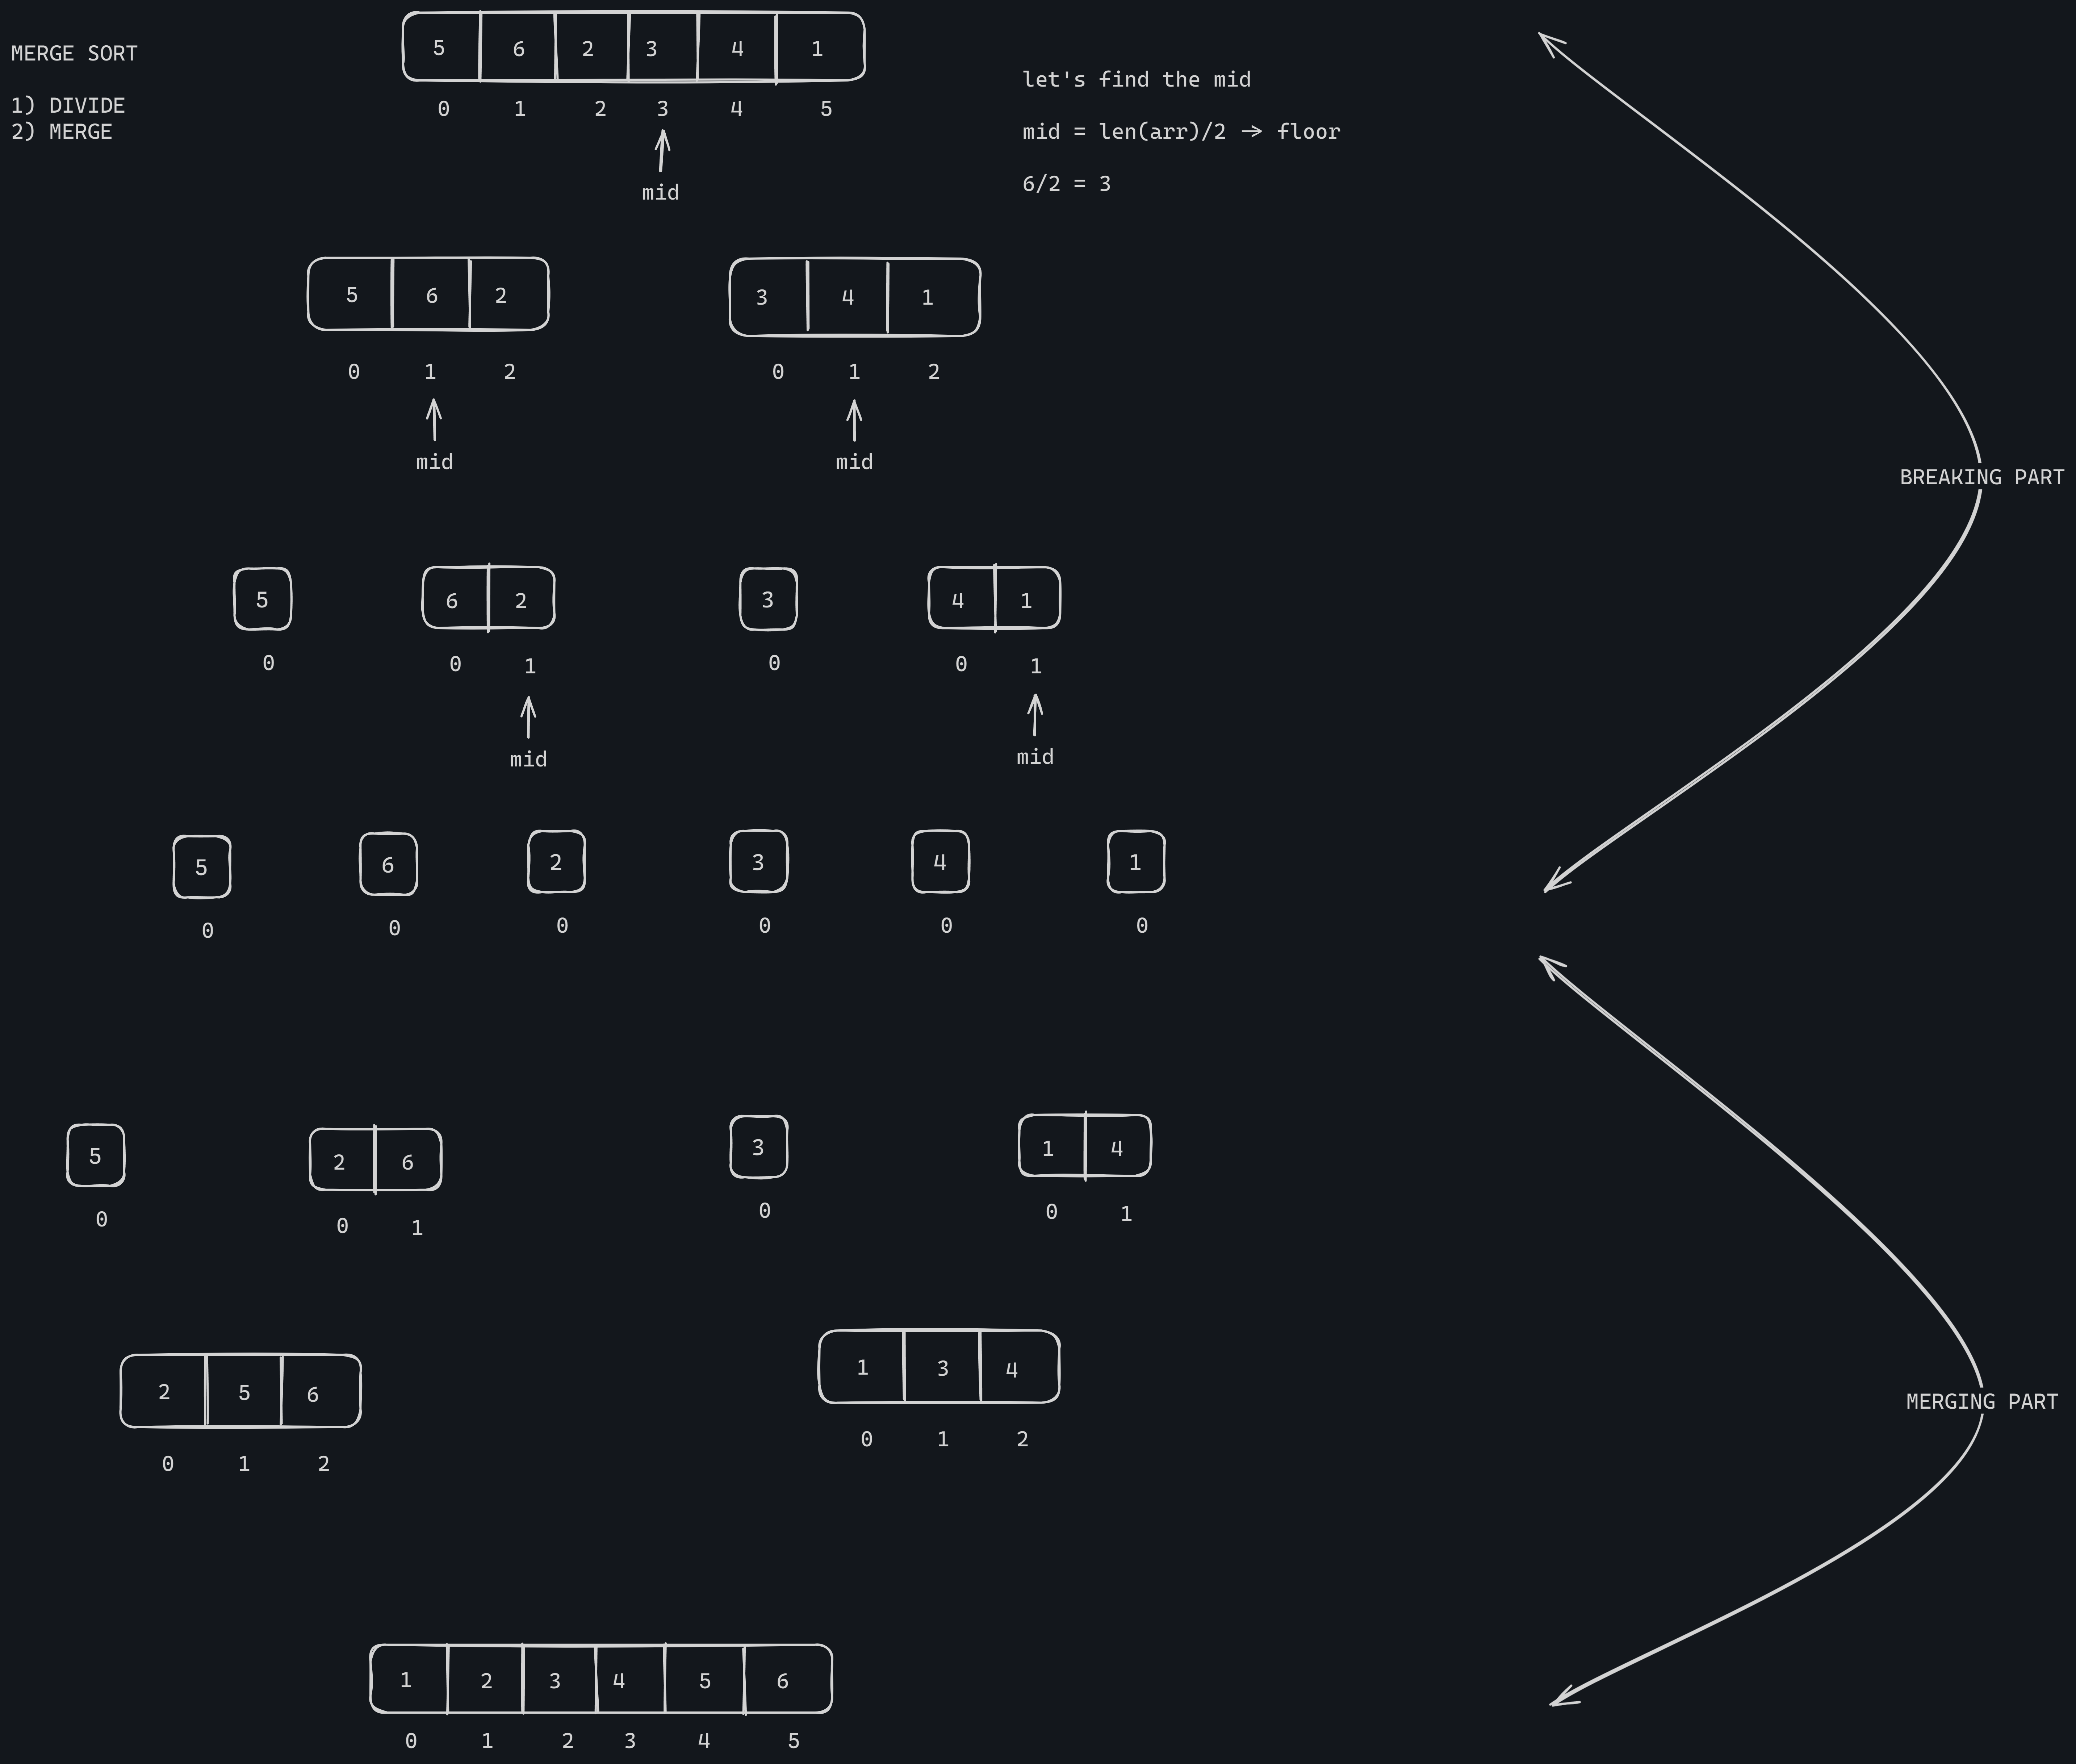 MERGE SORT
1) DIVIDE
2) MERGE
5 6 2 3 4 1
0 1 2 3 4 5
mid
let's find the mid
mid = len(arr)/2 → floor
6/2 = 3
5 6 2 3 4 1
0 1 2 0 1 2
mid mid
BREAKING PART
5 6 2 3 4 1
0 0 1 0 0 1
mid mid
5 6 2 3 4 1
0 0 0 0 0 0
5 2 6 3 1 4
0 0 1 0 0 1
2 5 6 1 3 4
0 1 2 0 1 2
MERGING PART
1 2 3 4 5 6
0 1 2 3 4 5